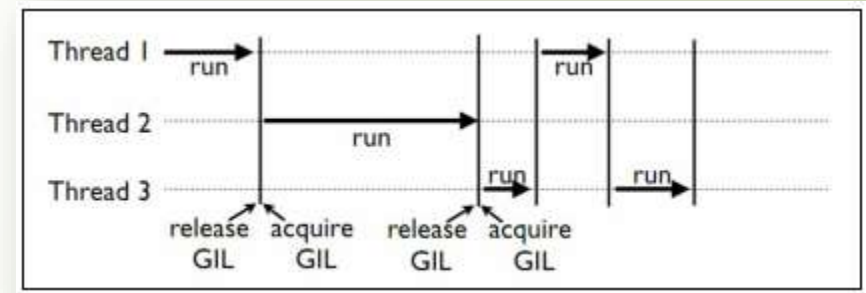 Thread 1 run run
Thread 2 run
Thread 3 run run
release acquire release acquire
GIL GIL GIL GIL